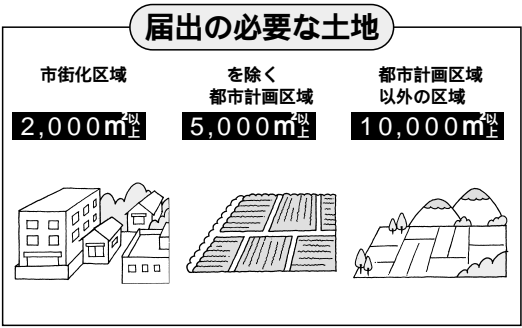 届出の必要な土地
市街化区域
2,000m²以上
を除く
都市計画区域
5,000m²以上
都市計画区域
以外の区域
10,000m²以上